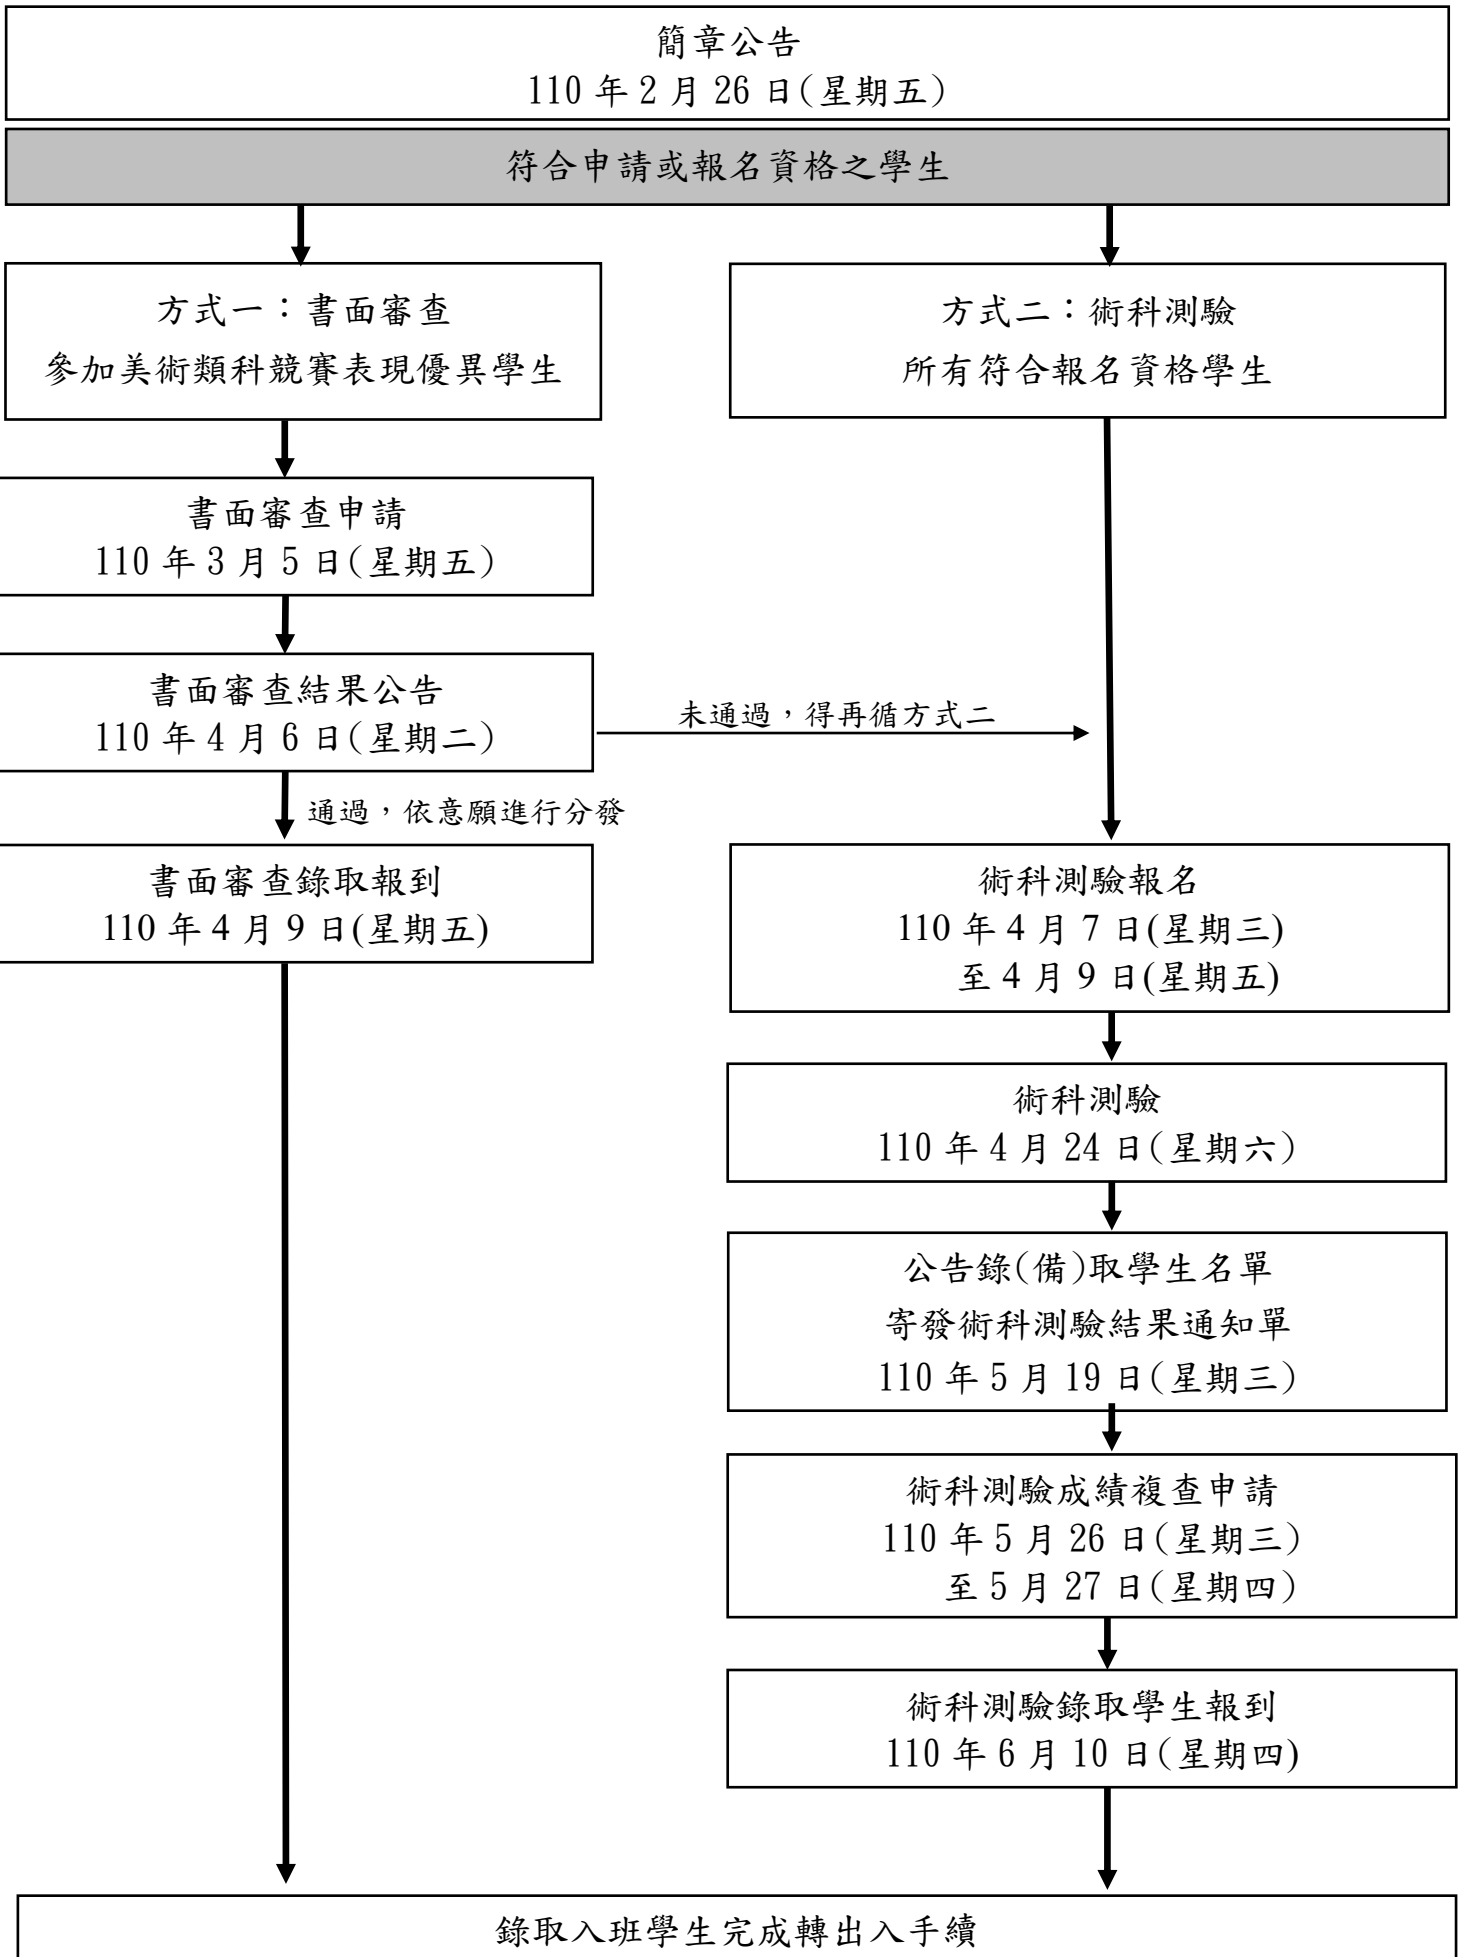 簡章公告
110 年 2 月 26 日(星期五)
符合申請或報名資格之學生
方式一：書面審查
參加美術類科競賽表現優異學生
書面審查申請
110 年 3 月 5 日(星期五)
書面審查結果公告
110 年 4 月 6 日(星期二)
通過，依意願進行分發
書面審查錄取報到
110 年 4 月 9 日(星期五)
未通過，得再循方式二
方式二：術科測驗
所有符合報名資格學生
術科測驗報名
110 年 4 月 7 日(星期三)
至 4 月 9 日(星期五)
術科測驗
110 年 4 月 24 日(星期六)
公告錄(備)取學生名單
寄發術科測驗結果通知單
110 年 5 月 19 日(星期三)
術科測驗成績複查申請
110 年 5 月 26 日(星期三)
至 5 月 27 日(星期四)
術科測驗錄取學生報到
110 年 6 月 10 日(星期四)
錄取入班學生完成轉出入手續